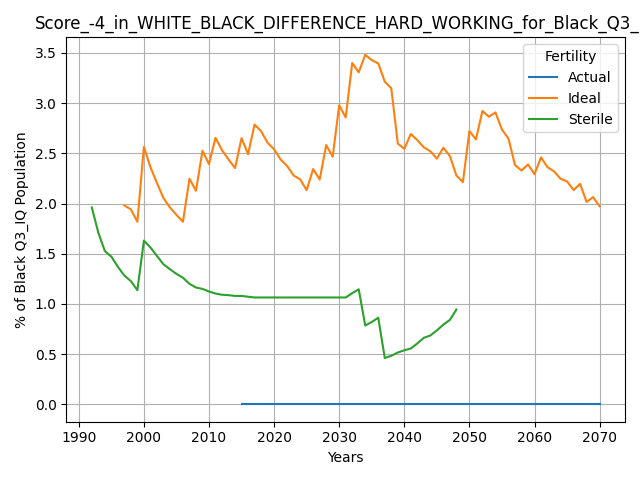 Score_-4_in_WHITE_BLACK_DIFFERENCE_HARD_WORKING_for_Black_Q3_
Fertility
Actual
Ideal
Sterile
% of Black Q3_IQ Population
3.5
3.0
2.5
2.0
1.5
1.0
0.5
0.0
1990 2000 2010 2020 2030 2040 2050 2060 2070
Years